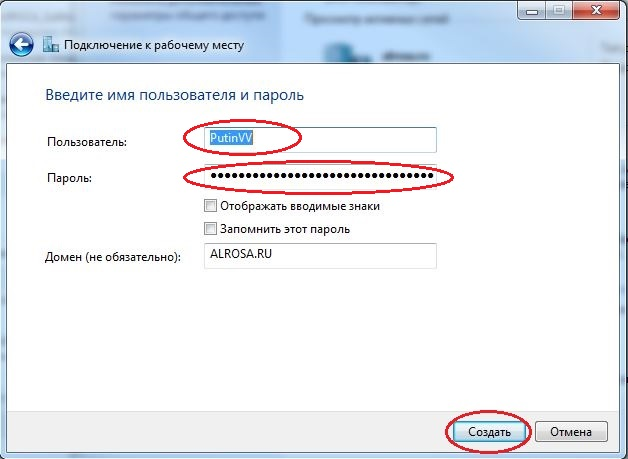 Подключение к рабочему месту
Введите имя пользователя и пароль
Пользователь: PutinVV
Пароль: ••••••••••••••••••••••••••••••••
Отображать вводимые знаки
Запомнить этот пароль
Домен (не обязательно): ALROSA.RU
Создать Отмена